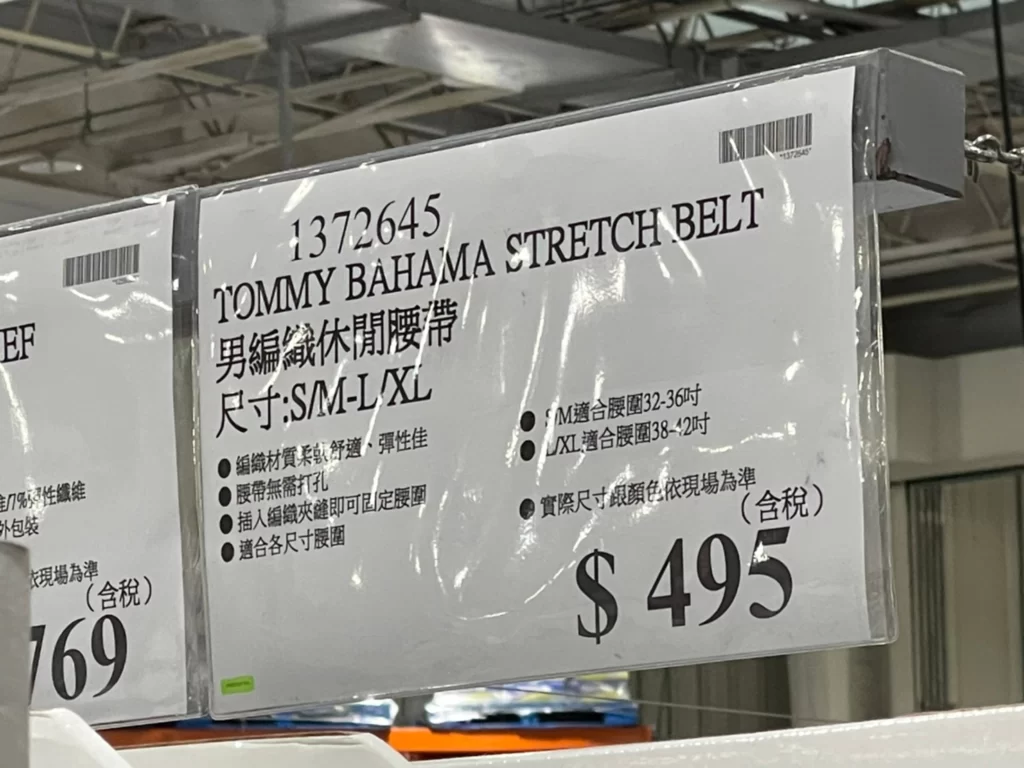 1372645
*1372645*
TOMMY BAHAMA STRETCH BELT
男編織休閒腰帶
尺寸:S/M-L/XL
編織材質柔軟舒適、彈性佳
腰帶無需打孔
插入編織夾縫即可固定腰圍
適合各尺寸腰圍
S/M適合腰圍32-36吋
L/XL適合腰圍38-42吋
實際尺寸跟顏色依現場為準
(含稅)
$ 495
EF
性纖維
外包裝
依現場為準
(含稅)
769